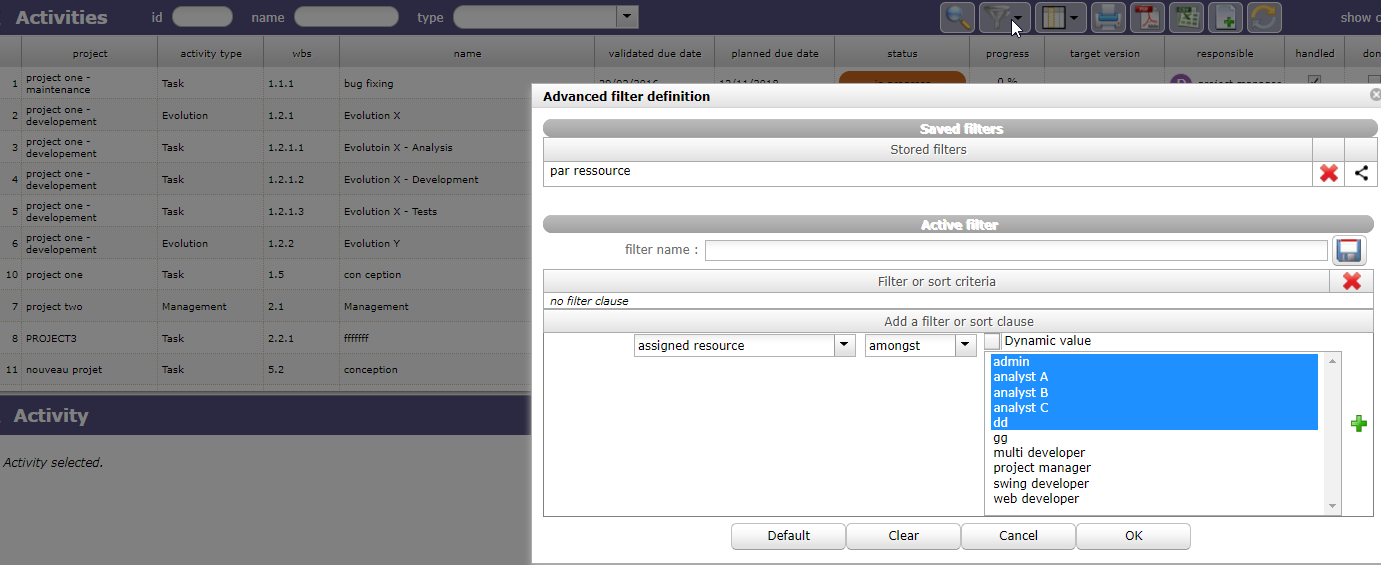 Activities id name type show
project activity type wbs name validated due date planned due date status progress target version responsible handled don
1 project one - maintenance Task 1.1.1 bug fixing 0 % project manager
2 project one - developement Evolution 1.2.1 Evolution X
3 project one - developement Task 1.2.1.1 Evolutoin X - Analysis
4 project one - developement Task 1.2.1.2 Evolution X - Development
5 project one - developement Task 1.2.1.3 Evolution X - Tests
6 project one - developement Evolution 1.2.2 Evolution Y
10 project one Task 1.5 con ception
7 project two Management 2.1 Management
8 PROJECT3 Task 2.2.1 fffffff
11 nouveau projet Task 5.2 conception
Activity
Activity selected.
Advanced filter definition
Saved filters
Stored filters
par ressource
Active filter
filter name :
Filter or sort criteria
no filter clause
Add a filter or sort clause
assigned resource amongst Dynamic value
admin
analyst A
analyst B
analyst C
dd
gg
multi developer
project manager
swing developer
web developer
Default Clear Cancel OK